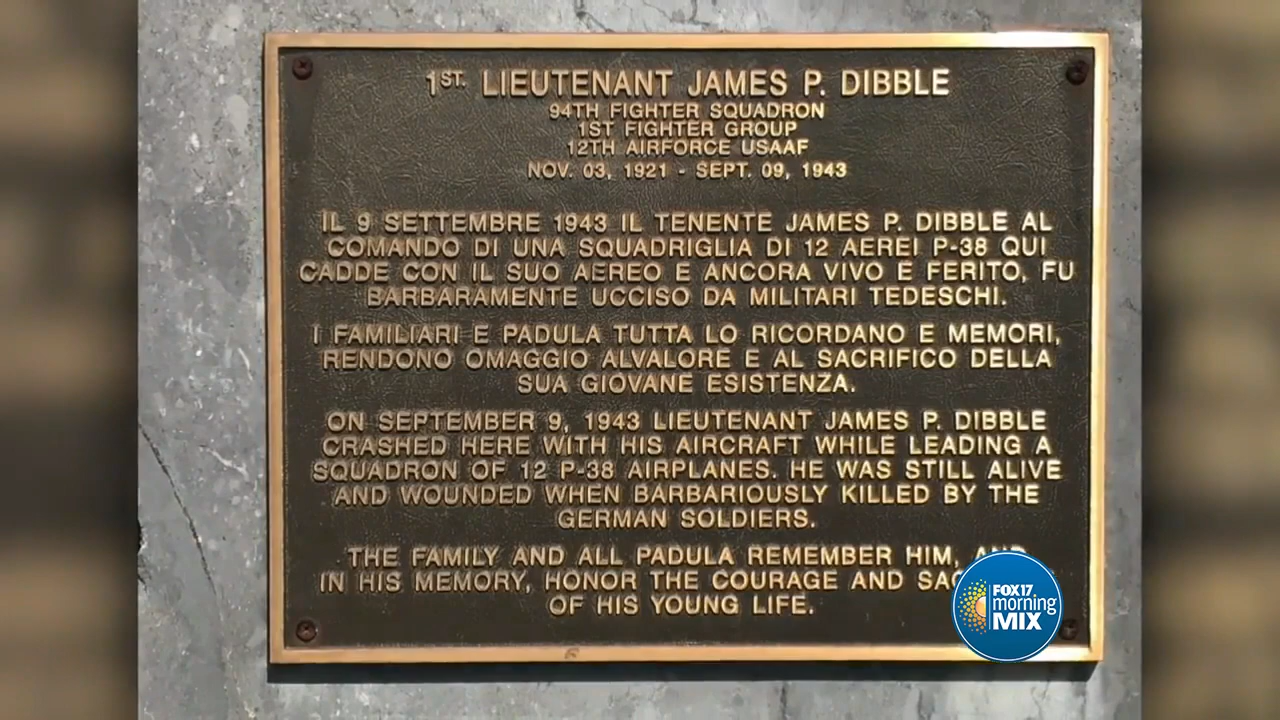 1ST. LIEUTENANT JAMES P. DIBBLE
94TH FIGHTER SQUADRON
1ST FIGHTER GROUP
12TH AIRFORCE USAAF
NOV. 03, 1921 - SEPT. 09, 1943
IL 9 SETTEMBRE 1943 IL TENENTE JAMES P. DIBBLE AL
COMANDO DI UNA SQUADRIGLIA DI 12 AEREI P-38 QUI
CADDE CON IL SUO AEREO E ANCORA VIVO E FERITO, FU
BARBARAMENTE UCCISO DA MILITARI TEDESCHI.
I FAMILIARI E PADULA TUTTA LO RICORDANO E MEMORI,
RENDONO OMAGGIO ALVALORE E AL SACRIFICO DELLA
SUA GIOVANE ESISTENZA.
ON SEPTEMBER 9, 1943 LIEUTENANT JAMES P. DIBBLE
CRASHED HERE WITH HIS AIRCRAFT WHILE LEADING A
SQUADRON OF 12 P-38 AIRPLANES. HE WAS STILL ALIVE
AND WOUNDED WHEN BARBARIOUSLY KILLED BY THE
GERMAN SOLDIERS.
THE FAMILY AND ALL PADULA REMEMBER HIM, AND
IN HIS MEMORY, HONOR THE COURAGE AND
OF HIS YOUNG LIFE.
FOX17
morning
MIX